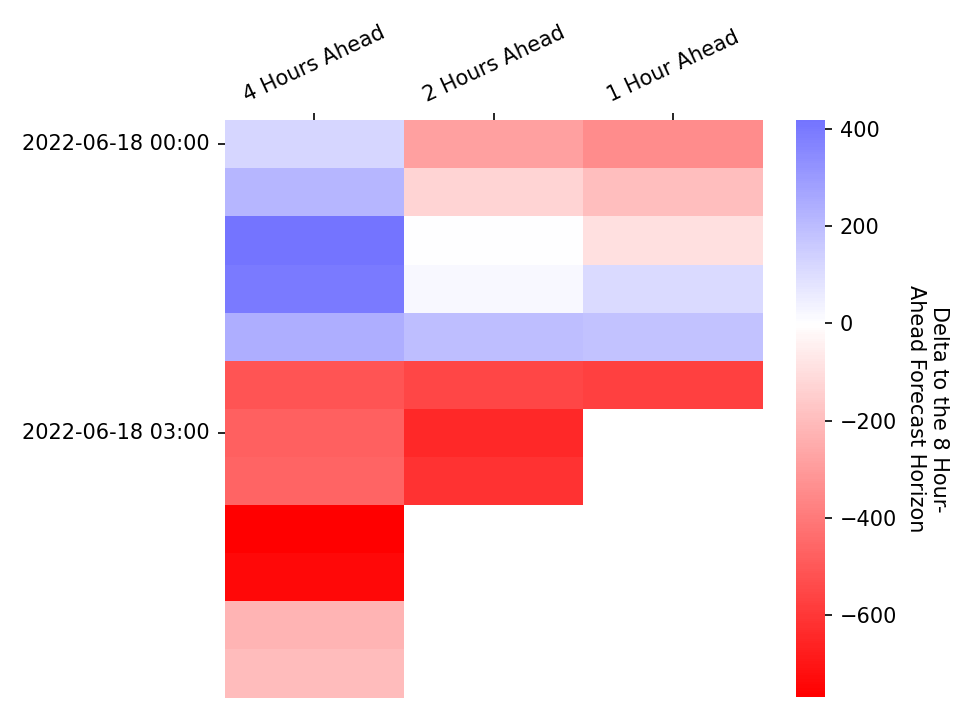 4 Hours Ahead
2 Hours Ahead
1 Hour Ahead
2022-06-18 00:00
2022-06-18 03:00
400
200
0
−200
−400
−600
Delta to the 8 Hour-
Ahead Forecast Horizon